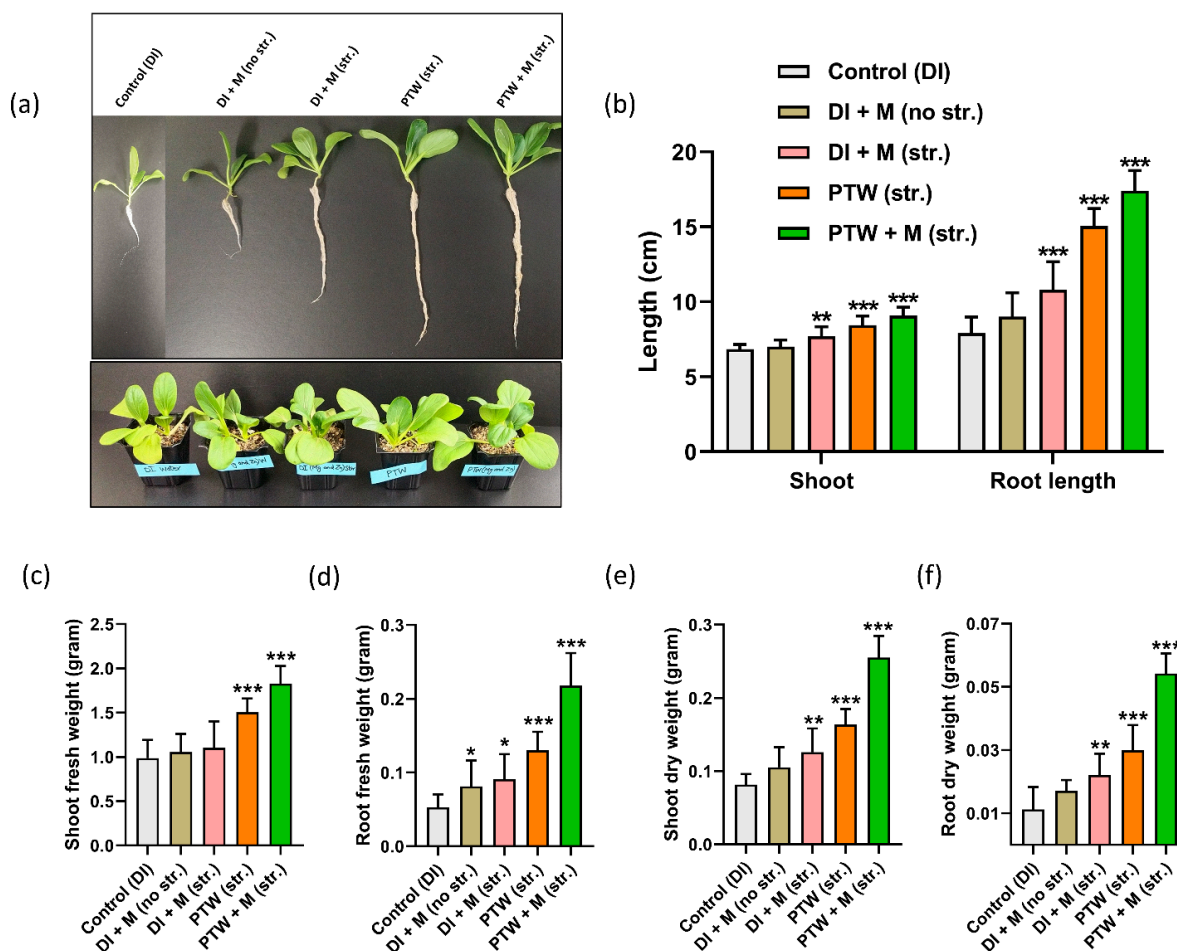 (a)
Control (DI)
DI + M (no str.)
DI + M (str.)
PTW (str.)
PTW + M (str.)
DI water
PTW
(b)
Control (DI)
DI + M (no str.)
DI + M (str.)
PTW (str.)
PTW + M (str.)
Length (cm)
20
15
10
5
0
**
***
***
***
***
***
Shoot
Root length
(c)
Shoot fresh weight (gram)
2.5
2.0
1.5
1.0
0.5
0.0
***
***
Control (DI)
DI + M (no str.)
DI + M (str.)
PTW (str.)
PTW + M (str.)
(d)
Root fresh weight (gram)
0.3
0.2
0.1
0.0
*
*
***
***
Control (DI)
DI + M (no str.)
DI + M (str.)
PTW (str.)
PTW + M (str.)
(e)
Shoot dry weight (gram)
0.3
0.2
0.1
0.0
**
***
***
Control (DI)
DI + M (no str.)
DI + M (str.)
PTW (str.)
PTW + M (str.)
(f)
Root dry weight (gram)
0.07
0.05
0.03
0.01
**
***
***
Control (DI)
DI + M (no str.)
DI + M (str.)
PTW (str.)
PTW + M (str.)